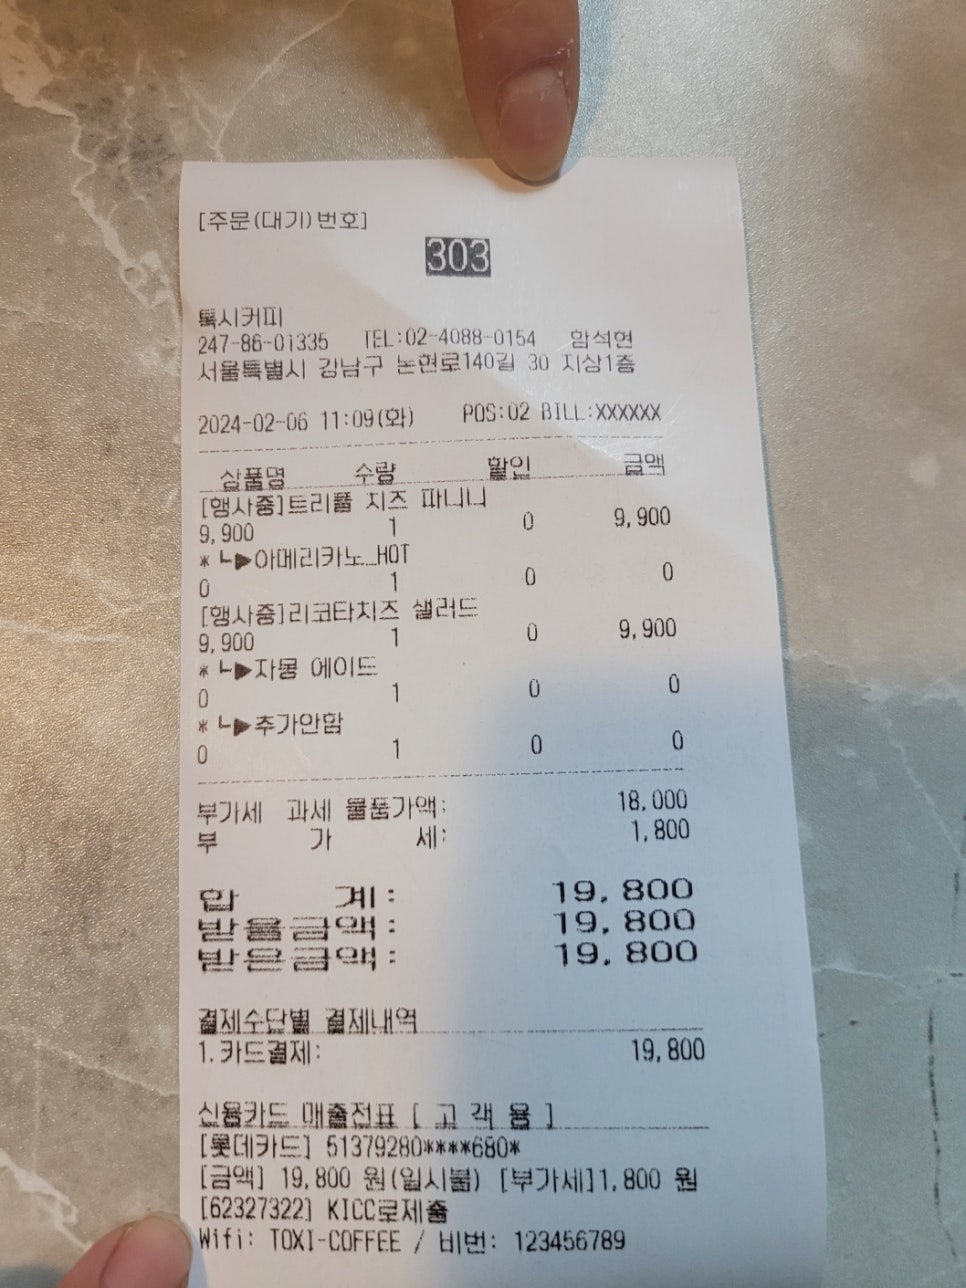 [주문(대기)번호]
303
톡시커피
247-86-01335 TEL:02-4088-0154 함석현
서울특별시 강남구 논현로140길 30 지상1층
2024-02-06 11:09(화) POS:02 BILL:XXXXXX
상품명 수량 할인 금액
[행사중]트리플 치즈 파니니
9,900 1 0 9,900
* ┗▶아메리카노_HOT
0 1 0 0
[행사중]리코타치즈 샐러드
9,900 1 0 9,900
* ┗▶자몽 에이드
0 1 0 0
* ┗▶추가안함
0 1 0 0
부가세 과세 물품가액: 18,000
부 가 세: 1,800
합 계: 19,800
받을금액: 19,800
받은금액: 19,800
결제수단별 결제내역
1.카드결제: 19,800
신용카드 매출전표 [ 고 객 용 ]
[롯데카드] 51379280****680*
[금액] 19,800 원(일시불) [부가세]1,800 원
[62327322] KICC로제출
Wifi: TOXI-COFFEE / 비번: 123456789